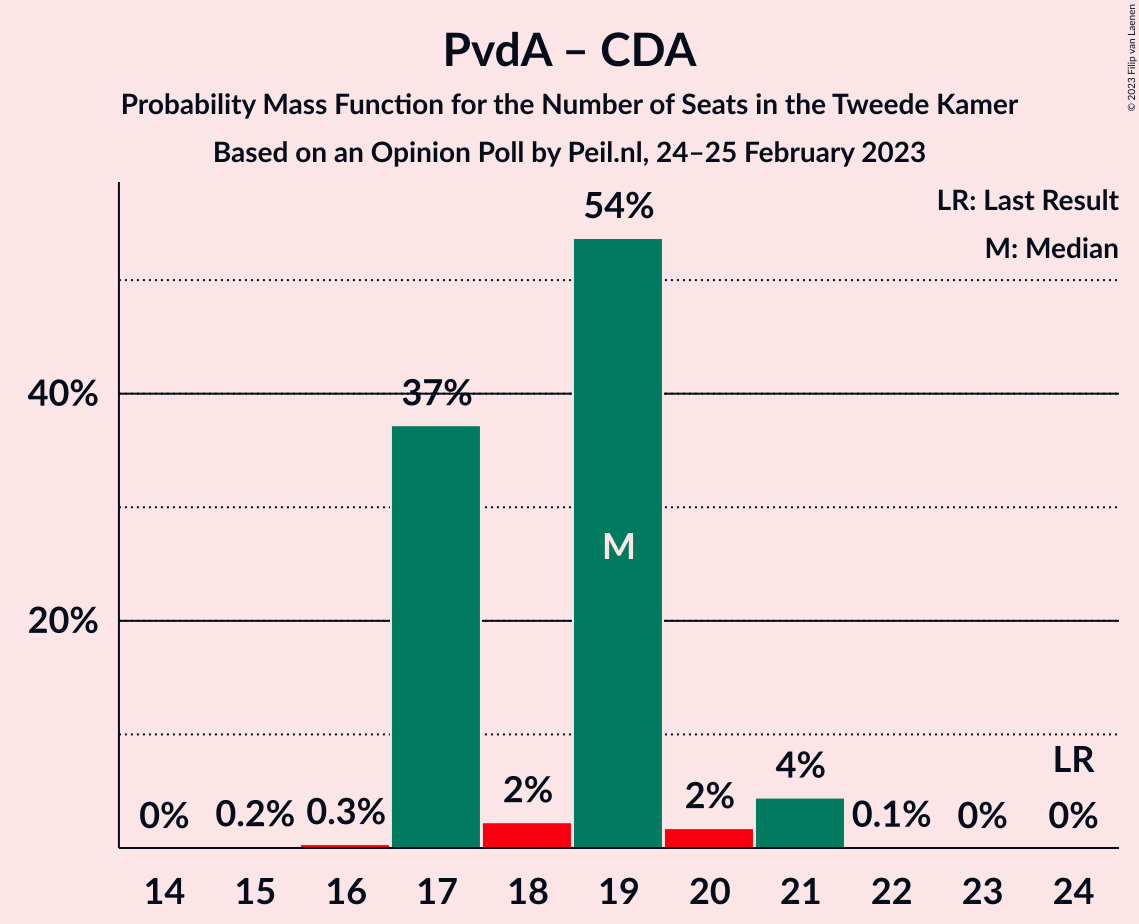 PvdA – CDA
Probability Mass Function for the Number of Seats in the Tweede Kamer
Based on an Opinion Poll by Peil.nl, 24–25 February 2023
© 2023 Filip van Laenen
LR: Last Result
M: Median
40%
20%
0%
0.2%
0.3%
37%
2%
54%
M
2%
4%
0.1%
0%
LR
0%
14 15 16 17 18 19 20 21 22 23 24